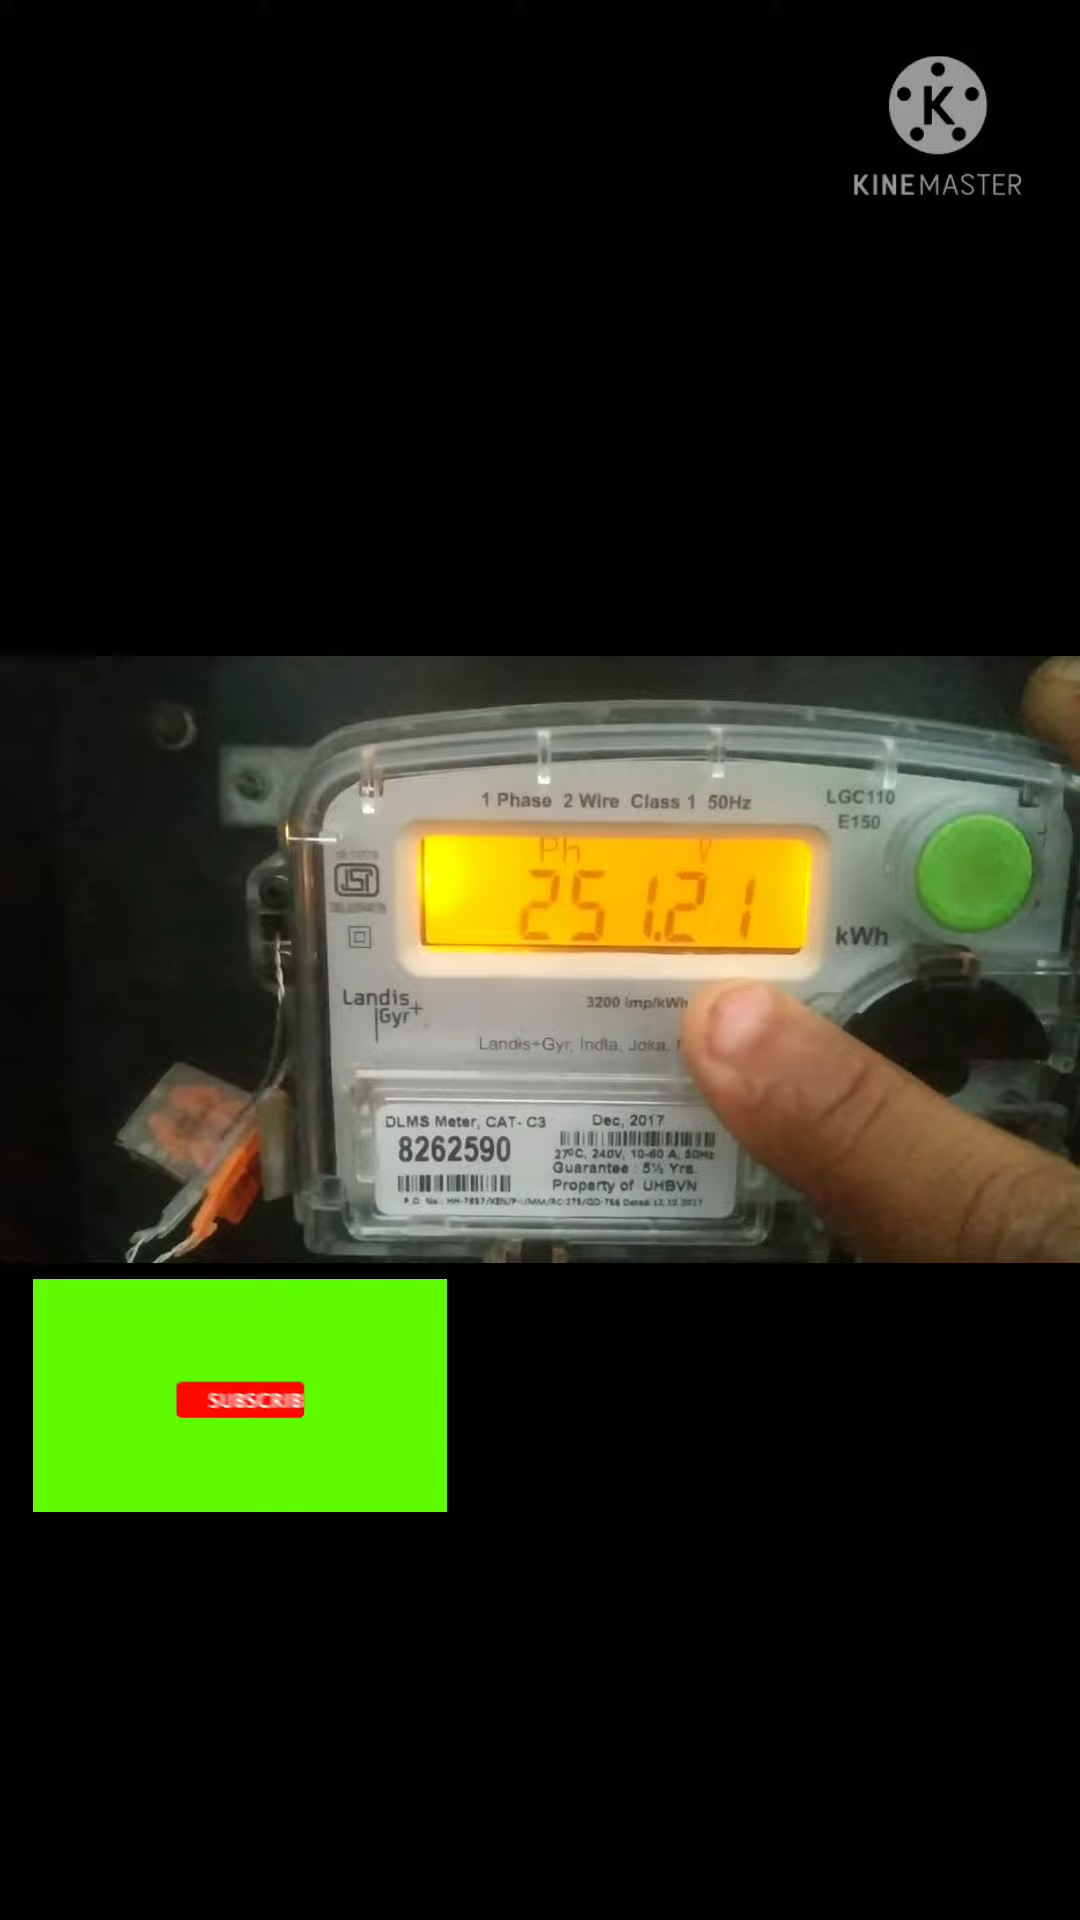 K
KINEMASTER
1 Phase 2 Wire Class 1 50Hz
LGC110
E150
Ph V
251.21
kWh
Landis
Gyr+
3200 imp/kWh
Landis+Gyr, India, Joka,
DLMS Meter, CAT- C3
8262590
Dec, 2017
27°C, 240V, 10-60 A, 50Hz
Guarantee : 5½ Yrs.
Property of UHBVN
SUBSCRIB